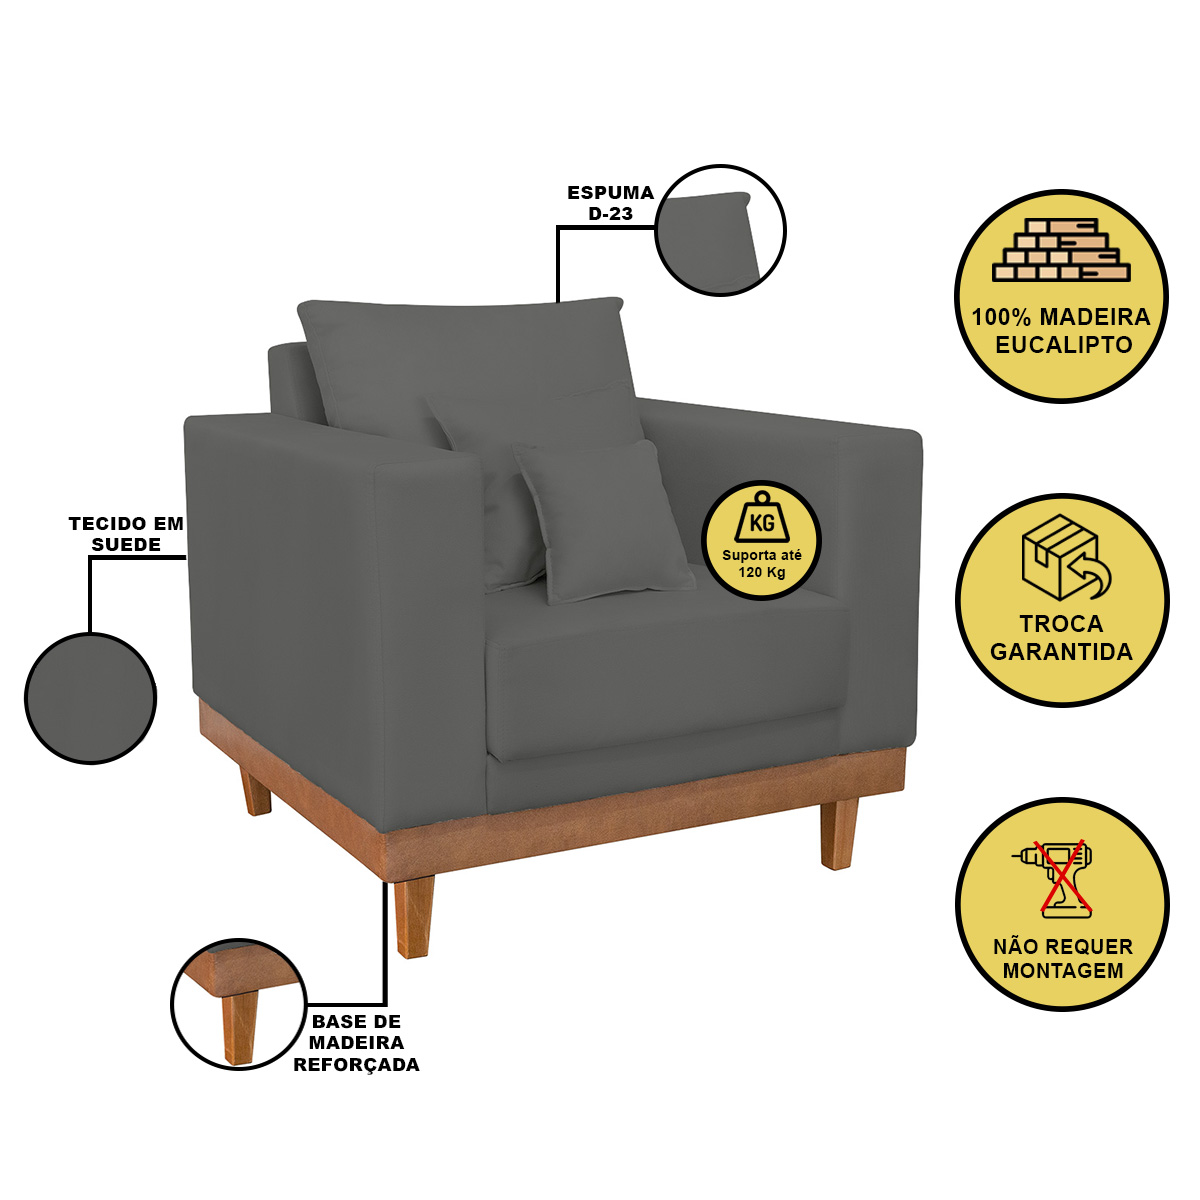 ESPUMA
D-23
100% MADEIRA
EUCALIPTO
TECIDO EM
SUEDE
KG
Suporta até
120 Kg
TROCA
GARANTIDA
NÃO REQUER
MONTAGEM
BASE DE
MADEIRA
REFORÇADA